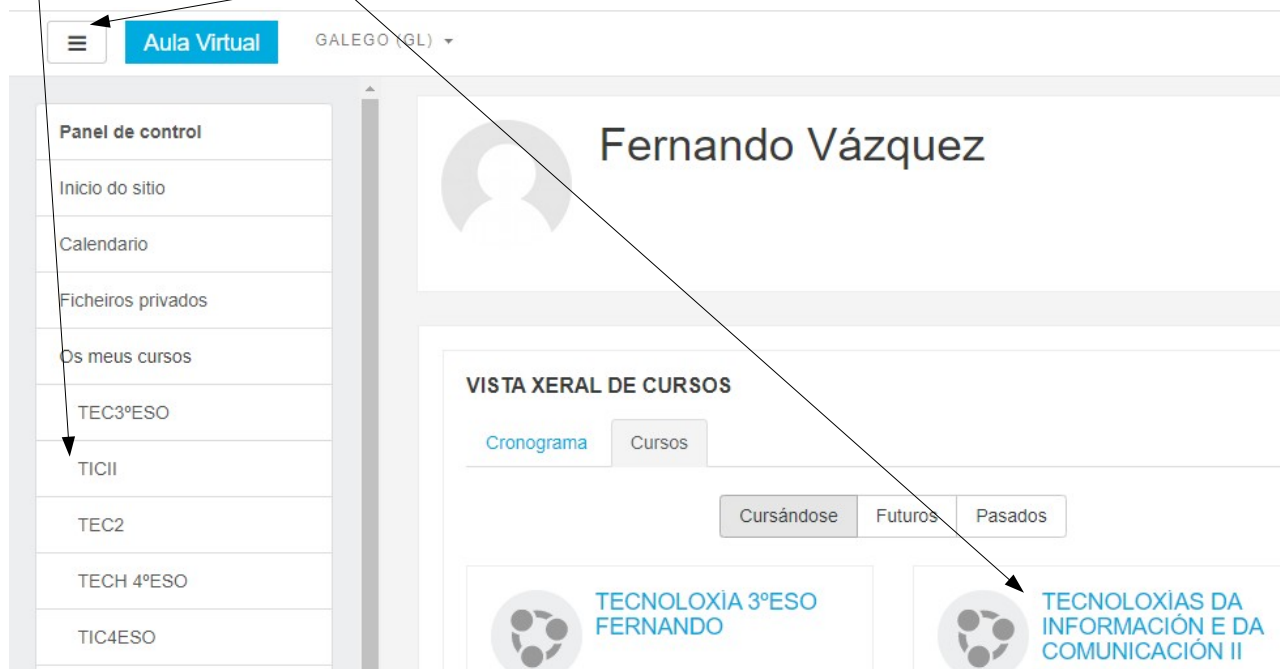 Aula Virtual
GALEGO (GL)
Panel de control
Inicio do sitio
Calendario
Ficheiros privados
Os meus cursos
TEC3ºESO
TICII
TEC2
TECH 4ºESO
TIC4ESO
Fernando Vázquez
VISTA XERAL DE CURSOS
Cronograma
Cursos
Cursándose
Futuros
Pasados
TECNOLOXÍA 3ºESO
FERNANDO
TECNOLOXÍAS DA
INFORMACIÓN E DA
COMUNICACIÓN II